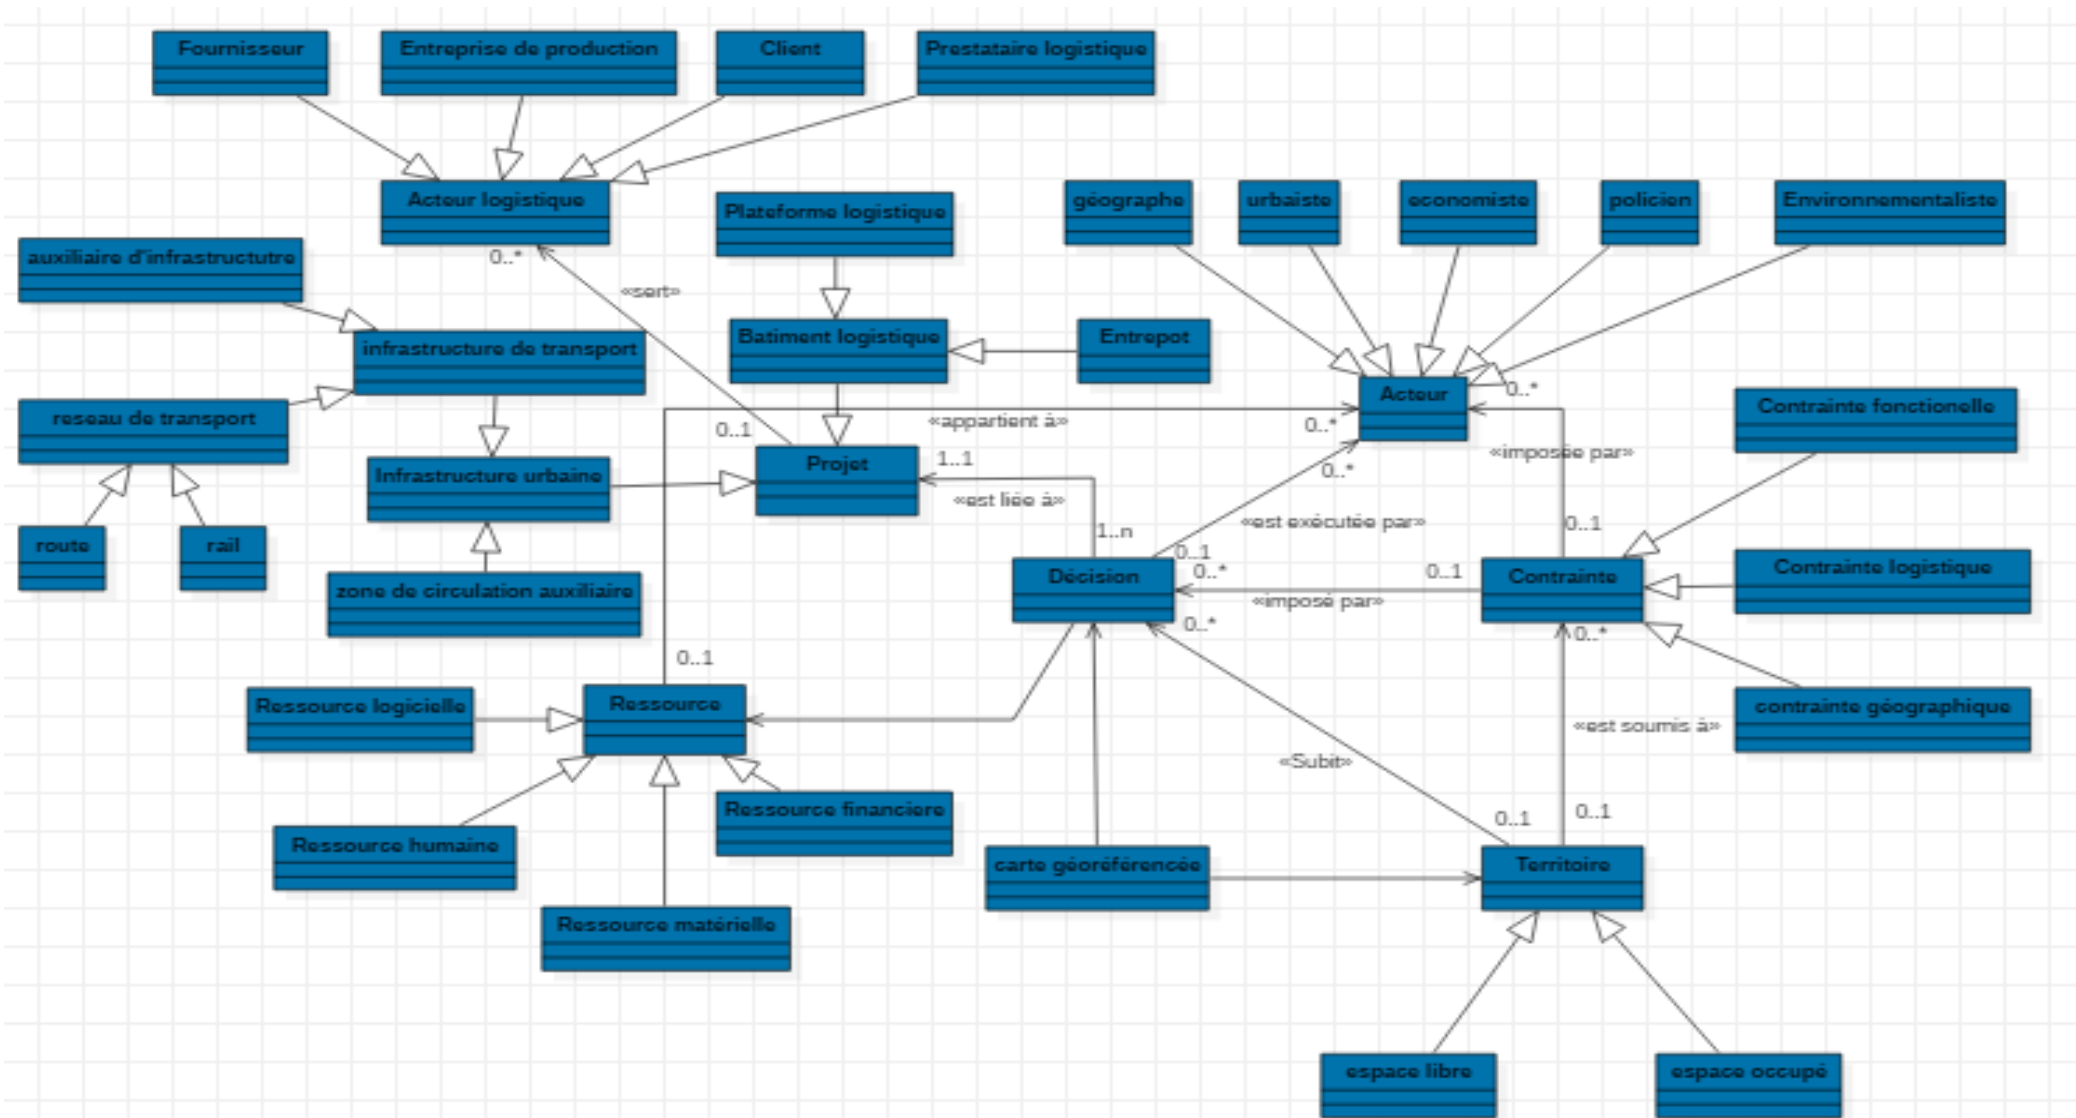 Fournisseur
Entreprise de production
Client
Prestataire logistique
Acteur logistique
Plateforme logistique
géographe
urbaiste
economiste
policien
Environnementaliste
auxiliaire d'infrastructutre
0..*
«sert»
infrastructure de transport
Batiment logistique
Entrepot
Acteur
0..*
Contrainte fonctionelle
reseau de transport
0..1
«appartient à»
0..*
«imposée par»
Infrastructure urbaine
Projet
1..1
0..*
«est liée à»
«est exécutée par»
0..1
1..n
route
rail
0..1
zone de circulation auxiliaire
Décision
0..*
0..1
Contrainte
Contrainte logistique
«imposé par»
0..*
0..*
0..1
Ressource logicielle
Ressource
contrainte géographique
«est soumis à»
«Subit»
Ressource financiere
0..1
0..1
Ressource humaine
carte géoréférencée
Territoire
Ressource matérielle
espace libre
espace occupé